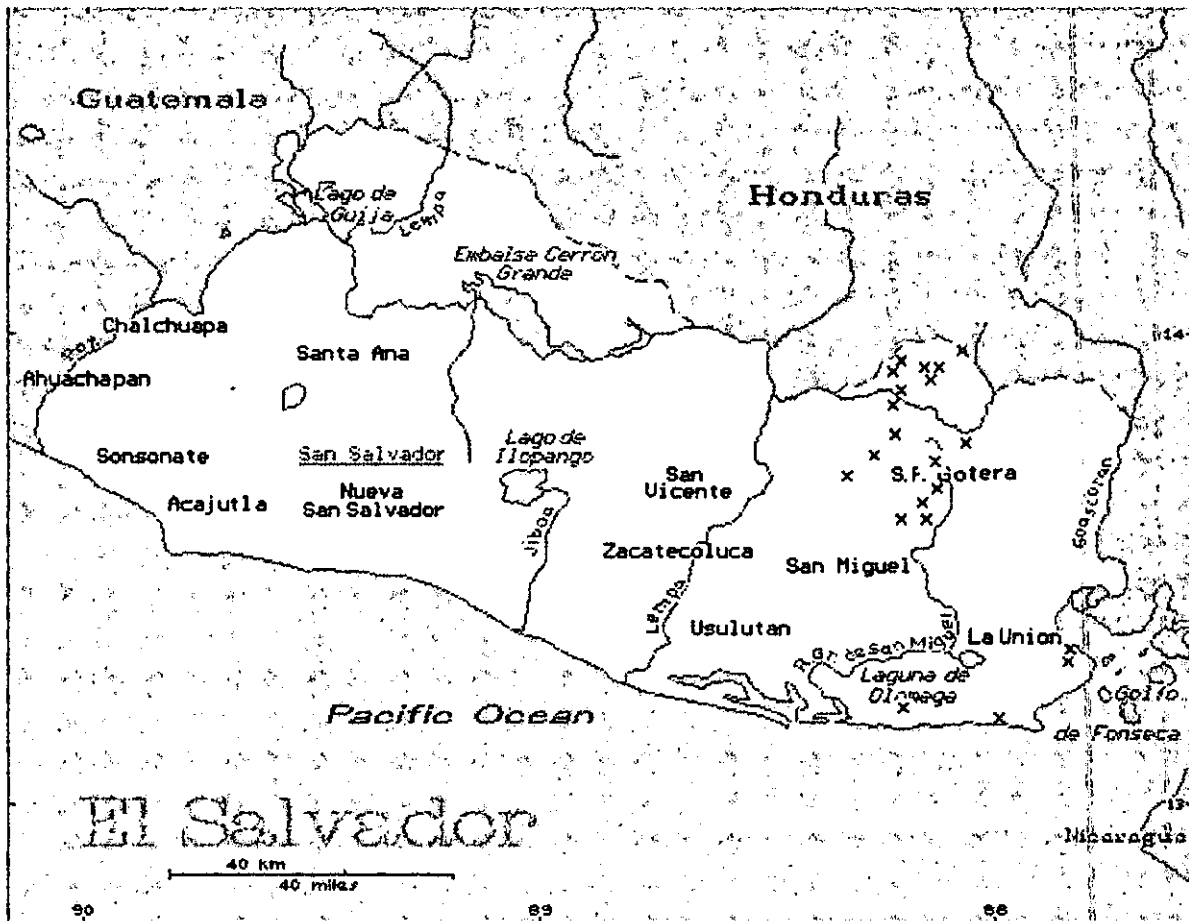 Guatemala
Lago de
Guija
Lempa
Honduras
Embalse Cerron
Grande
Chalchuapa
Paz
Santa Ana
14
Ahuachapan
Sonsonate
San Salvador
Lago de
Ilopango
San
Vicente
S.F. Gotera
Goascoran
Acajutla
Nueva
San Salvador
Jiboa
Zacatecoluca
San Miguel
Lempa
Usulutan
R Gr. de San Miguel
La Union
Laguna de
Olomega
Golfo
de Fonseca
Pacific Ocean
El Salvador
13
Nicaragua
40 km
40 miles
90
89
88